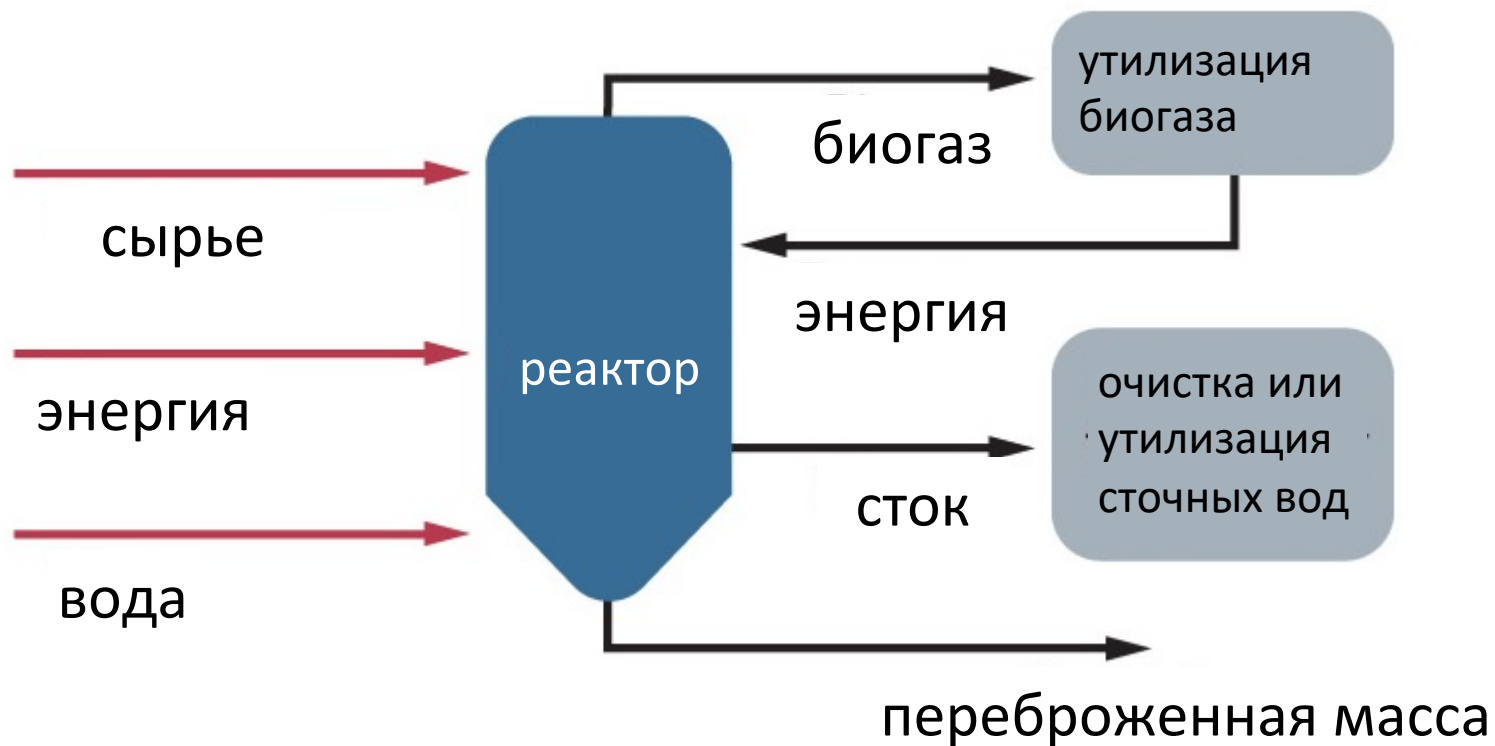 утилизация
биогаза
биогаз
сырье
энергия
реактор
энергия
очистка или
утилизация
сточных вод
сток
вода
переброженная масса